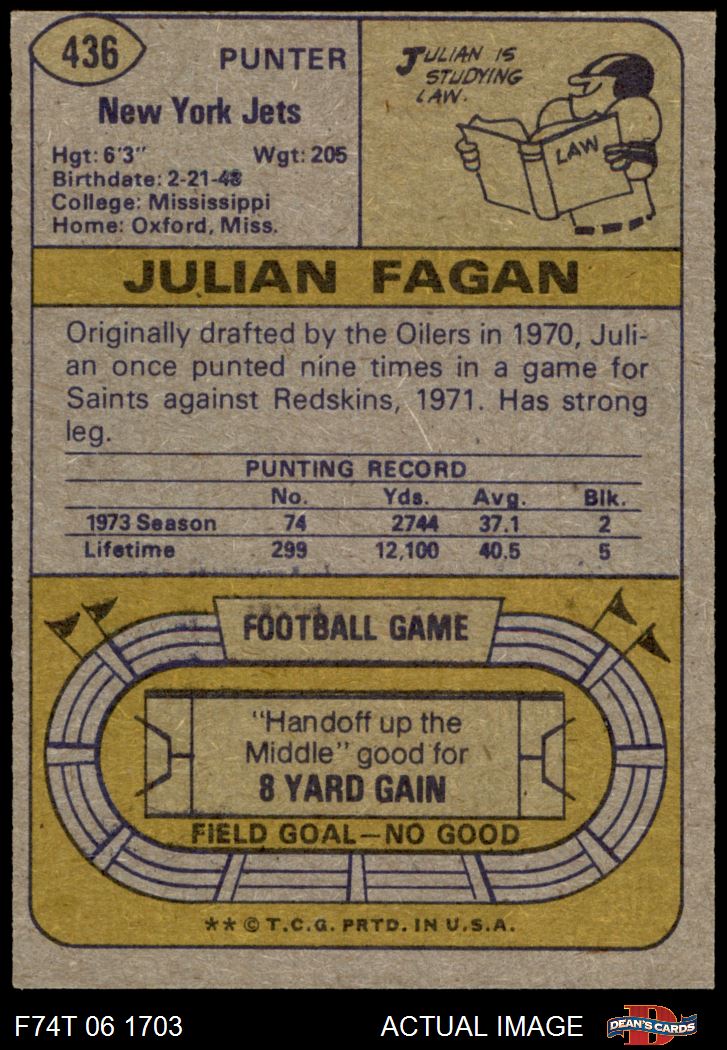 436
PUNTER
New York Jets
Hgt: 6'3" Wgt: 205
Birthdate: 2-21-48
College: Mississippi
Home: Oxford, Miss.
JULIAN IS
STUDYING
LAW.
LAW
JULIAN FAGAN
Originally drafted by the Oilers in 1970, Juli-
an once punted nine times in a game for
Saints against Redskins, 1971. Has strong
leg.
PUNTING RECORD
No. Yds. Avg. Blk.
1973 Season 74 2744 37.1 2
Lifetime 299 12,100 40.5 5
FOOTBALL GAME
"Handoff up the
Middle" good for
8 YARD GAIN
FIELD GOAL—NO GOOD
** © T.C.G. PRTD. IN U.S.A.
F74T 06 1703 ACTUAL IMAGE
D
DEAN'S CARDS